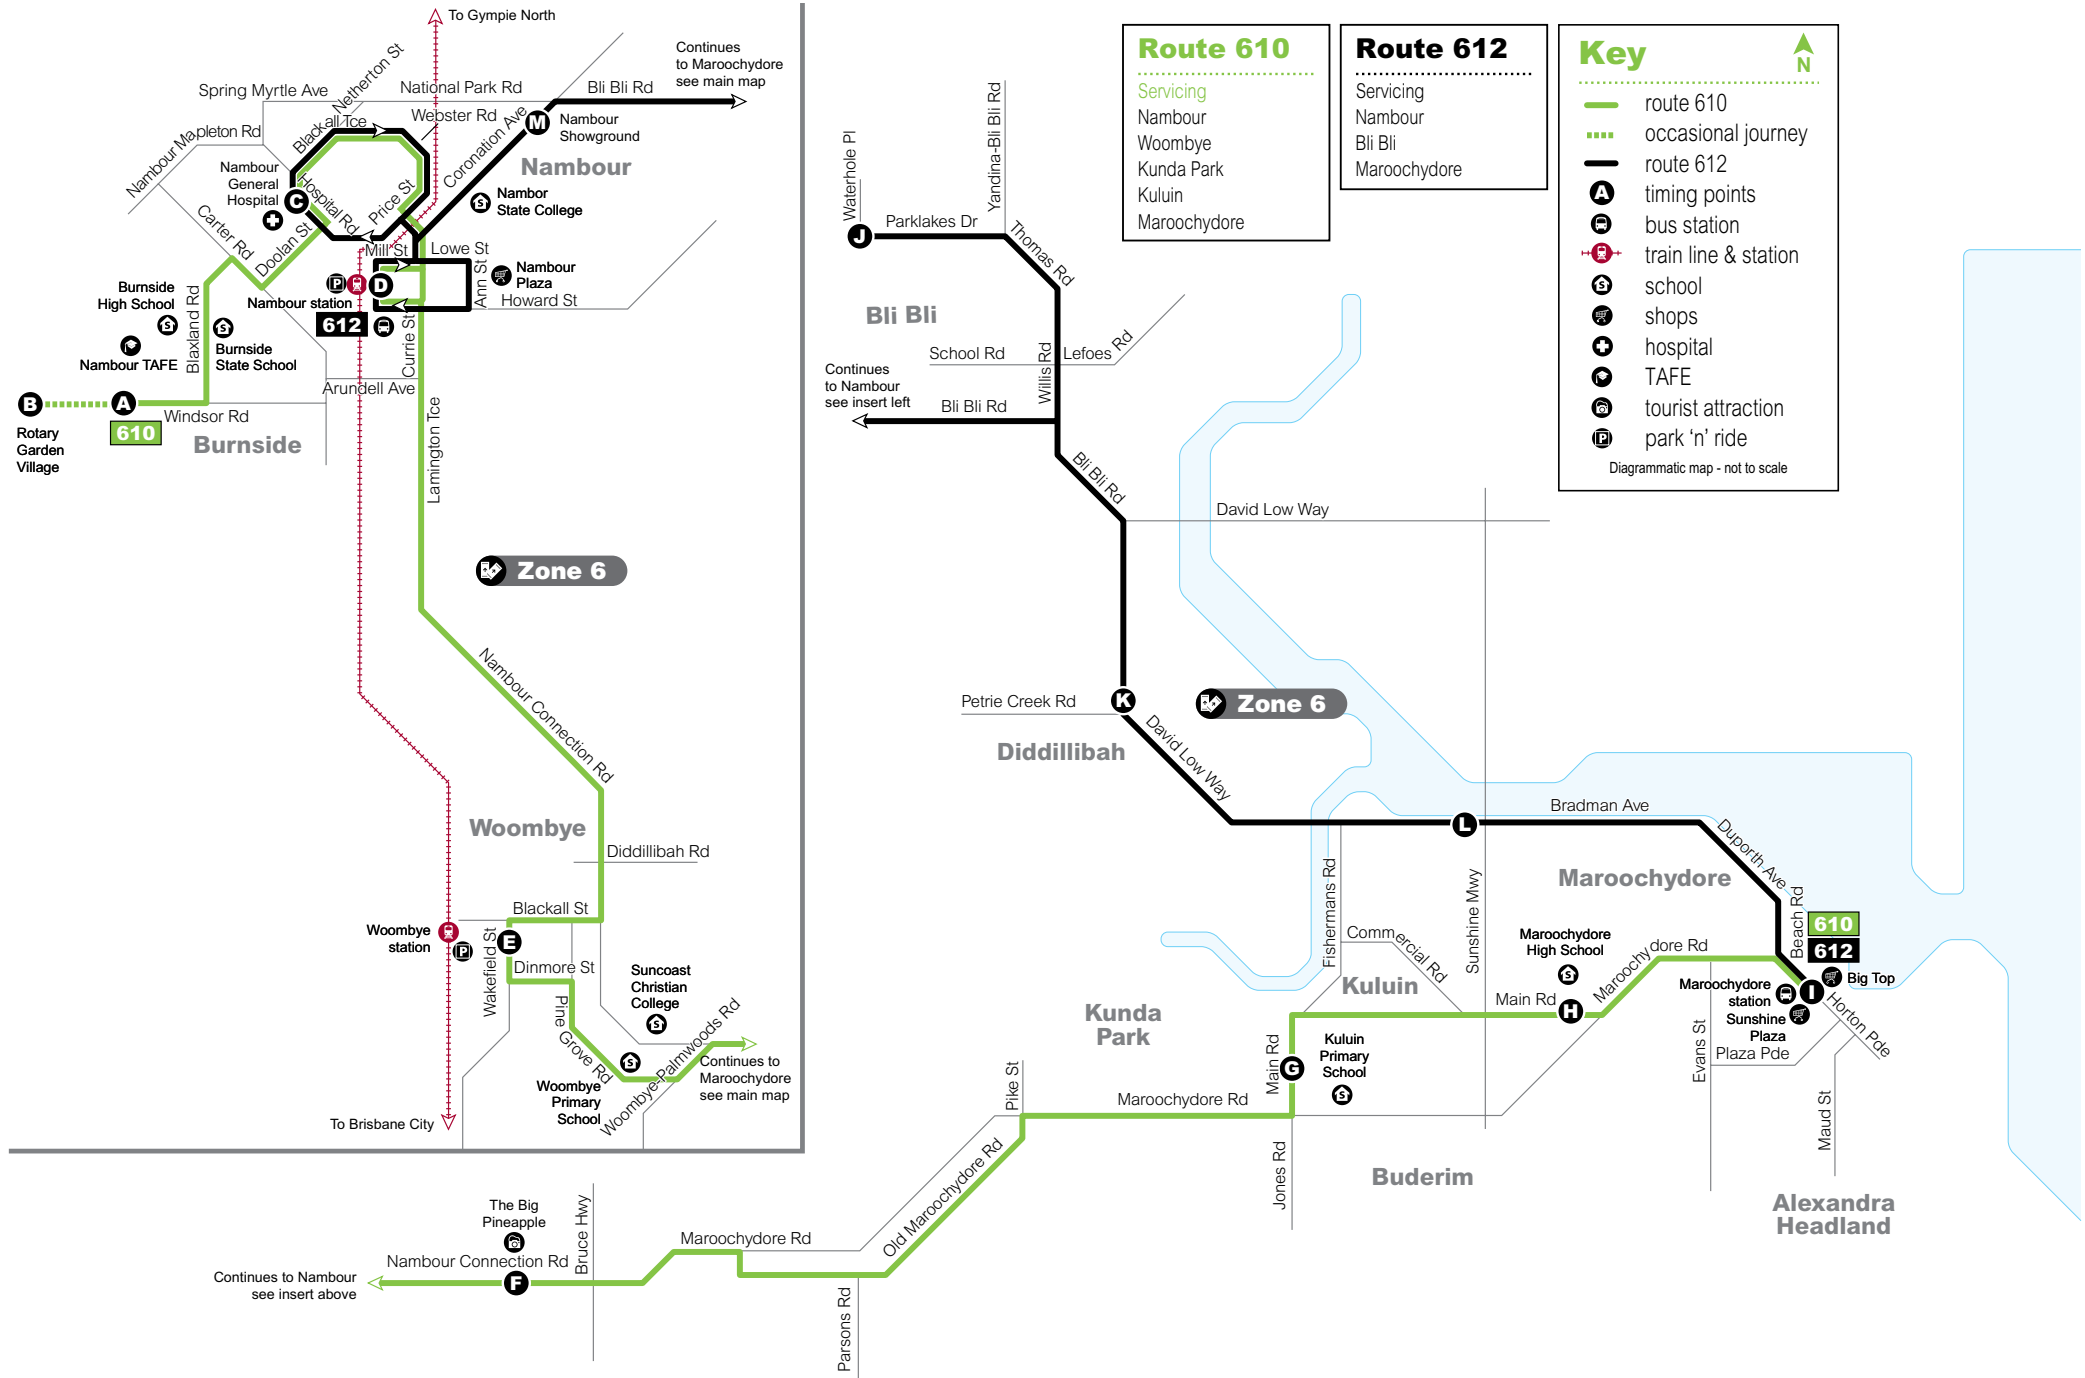 To Gympie North
Continues
to Maroochydore
see main map
Netherton St
National Park Rd
Bli Bli Rd
Spring Myrtle Ave
Webster Rd
Blackall Tce
Coronation Ave
M
Nambour
Showground
Nambour Mapleton Rd
Nambour
Nambour
General
Hospital
C
Hospital Rd
Price St
Nambor
State College
Carter Rd
Doolan St
Mill St
Lowe St
Ann St
Nambour
Plaza
D
Howard St
Nambour station
612
Currie St
Burnside
High School
Blaxland Rd
Burnside
State School
Nambour TAFE
Arundell Ave
B
A
Windsor Rd
610
Rotary
Garden
Village
Burnside
Lamington Tce
Zone 6
Nambour Connection Rd
Woombye
Diddillibah Rd
Blackall St
Woombye
station
P
E
Wakefield St
Dinmore St
Suncoast
Christian
College
Pine Grove Rd
Woombye-Palmwoods Rd
Woombye
Primary
School
Continues to
Maroochydore
see main map
To Brisbane City
Route 610
Servicing
Nambour
Woombye
Kunda Park
Kuluin
Maroochydore
Route 612
Servicing
Nambour
Bli Bli
Maroochydore
Key
N
route 610
occasional journey
route 612
A
timing points
bus station
train line & station
school
shops
hospital
TAFE
tourist attraction
P
park ‘n’ ride
Diagrammatic map - not to scale
Waterhole Pl
Yandina-Bli Bli Rd
J
Parklakes Dr
Thomas Rd
Bli Bli
School Rd
Lefoes Rd
Willis Rd
Continues
to Nambour
see insert left
Bli Bli Rd
Bli Bli Rd
David Low Way
Petrie Creek Rd
K
Zone 6
Diddillibah
David Low Way
L
Bradman Ave
Duporth Ave
Fishermans Rd
Sunshine Mwy
Maroochydore
Beach Rd
610
612
Commercial Rd
Maroochydore
High School
Maroochydore Rd
Big Top
Kuluin
Main Rd
H
Maroochydore
station
I
Sunshine
Plaza
Horton Pde
Kunda
Park
Main Rd
G
Kuluin
Primary
School
Evans St
Plaza Pde
Pike St
Maroochydore Rd
Maud St
Jones Rd
Buderim
Alexandra
Headland
Old Maroochydore Rd
The Big
Pineapple
Bruce Hwy
Maroochydore Rd
Nambour Connection Rd
F
Continues to Nambour
see insert above
Parsons Rd